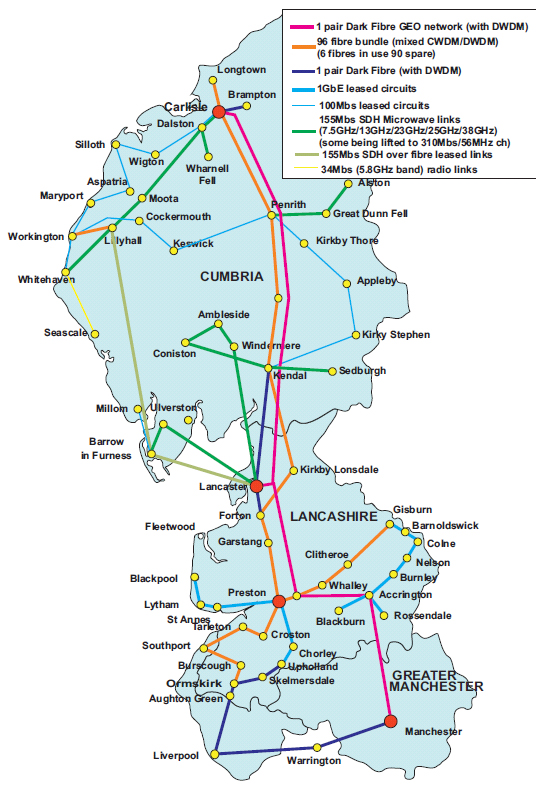 1 pair Dark Fibre GEO network (with DWDM)
96 fibre bundle (mixed CWDM/DWDM)
(6 fibres in use 90 spare)
1 pair Dark Fibre (with DWDM)
1GbE leased circuits
100Mbs leased circuits
155Mbs SDH Microwave links
(7.5GHz/13GHz/23GHz/25GHz/38GHz)
(some being lifted to 310Mbs/56MHz ch)
155Mbs SDH over fibre leased links
34Mbs (5.8GHz band) radio links
Longtown
Brampton
Carlisle
Dalston
Silloth
Wigton
Wharnell
Fell
Aspatria
Alston
Maryport
Moota
Penrith
Great Dunn Fell
Cockermouth
Workington
Lillyhall
Keswick
Kirkby Thore
Whitehaven
CUMBRIA
Appleby
Ambleside
Seascale
Windermere
Kirky Stephen
Coniston
Kendal
Sedburgh
Millom
Ulverston
Barrow
in Furness
Kirkby Lonsdale
Lancaster
Forton
LANCASHIRE
Gisburn
Fleetwood
Barnoldswick
Garstang
Colne
Clitheroe
Nelson
Blackpool
Burnley
Preston
Whalley
Accrington
Lytham
St Annes
Blackburn
Rossendale
Tarleton
Croston
Southport
Chorley
Burscough
Upholland
Ormskirk
Skelmersdale
GREATER
MANCHESTER
Aughton Green
Manchester
Liverpool
Warrington